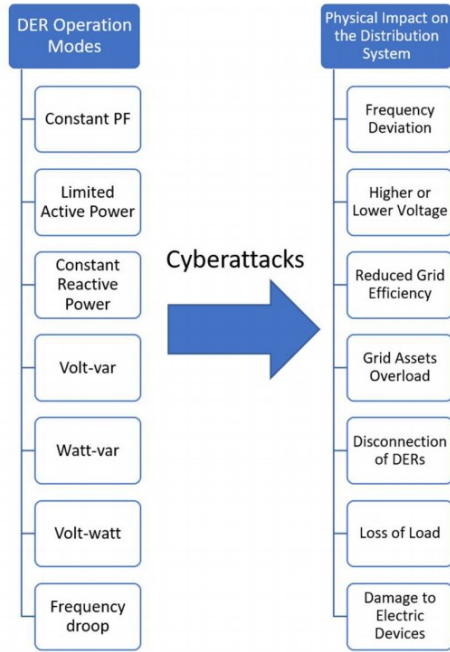 DER Operation
Modes
Constant PF
Limited
Active Power
Constant
Reactive
Power
Volt-var
Watt-var
Volt-watt
Frequency
droop
Cyberattacks
Physical Impact on
the Distribution
System
Frequency
Deviation
Higher or
Lower Voltage
Reduced Grid
Efficiency
Grid Assets
Overload
Disconnection
of DERs
Loss of Load
Damage to
Electric
Devices